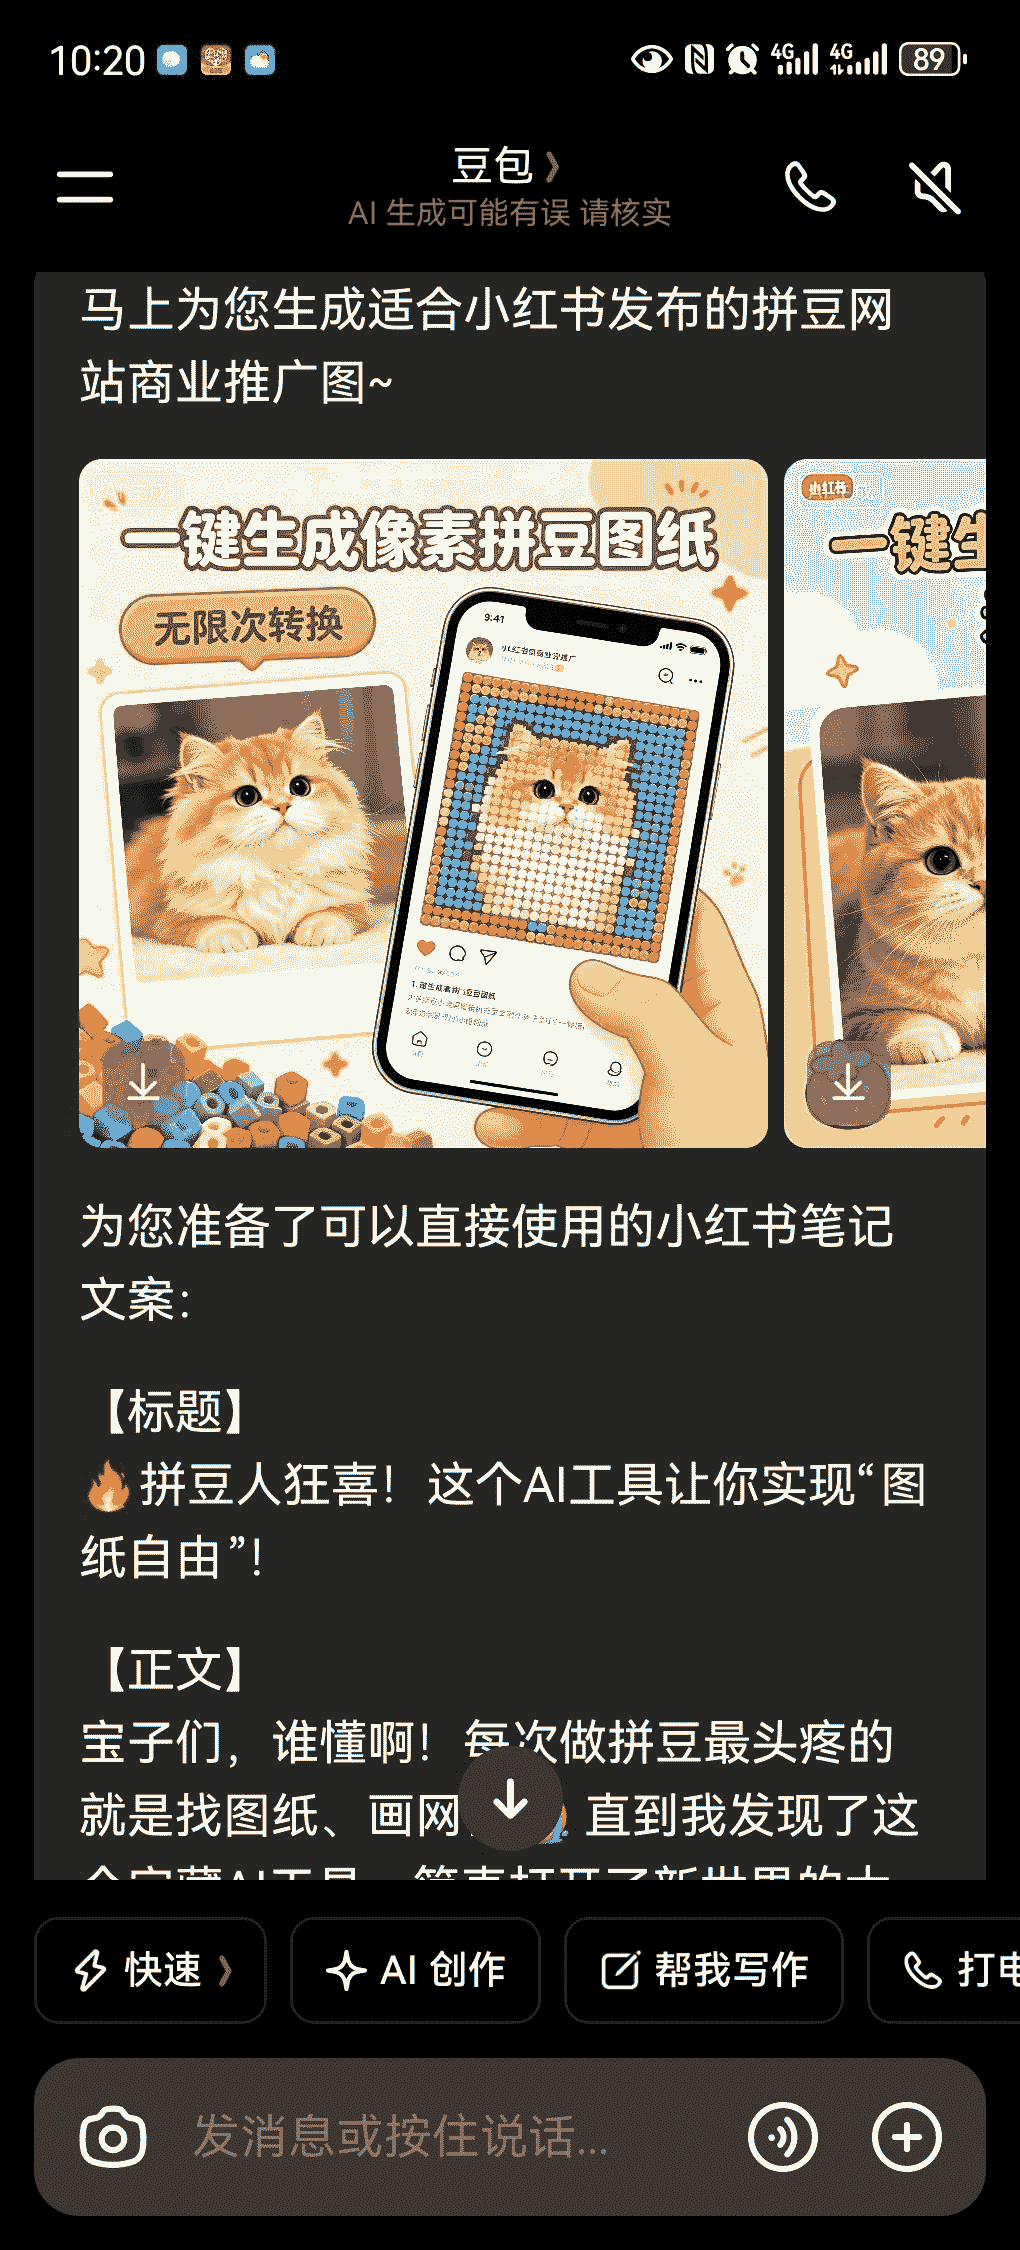 10:20
4G
4G
89
豆包
AI 生成可能有误 请核实
马上为您生成适合小红书发布的拼豆网
站商业推广图~
一键生成像素拼豆图纸
无限次转换
9:41
小红书
一键生
为您准备了可以直接使用的小红书笔记
文案：
【标题】
🔥拼豆人狂喜！这个AI工具让你实现“图
纸自由”！
【正文】
宝子们，谁懂啊！每次做拼豆最头疼的
就是找图纸、画网
直到我发现了这
快速
AI 创作
帮我写作
打电
发消息或按住说话...